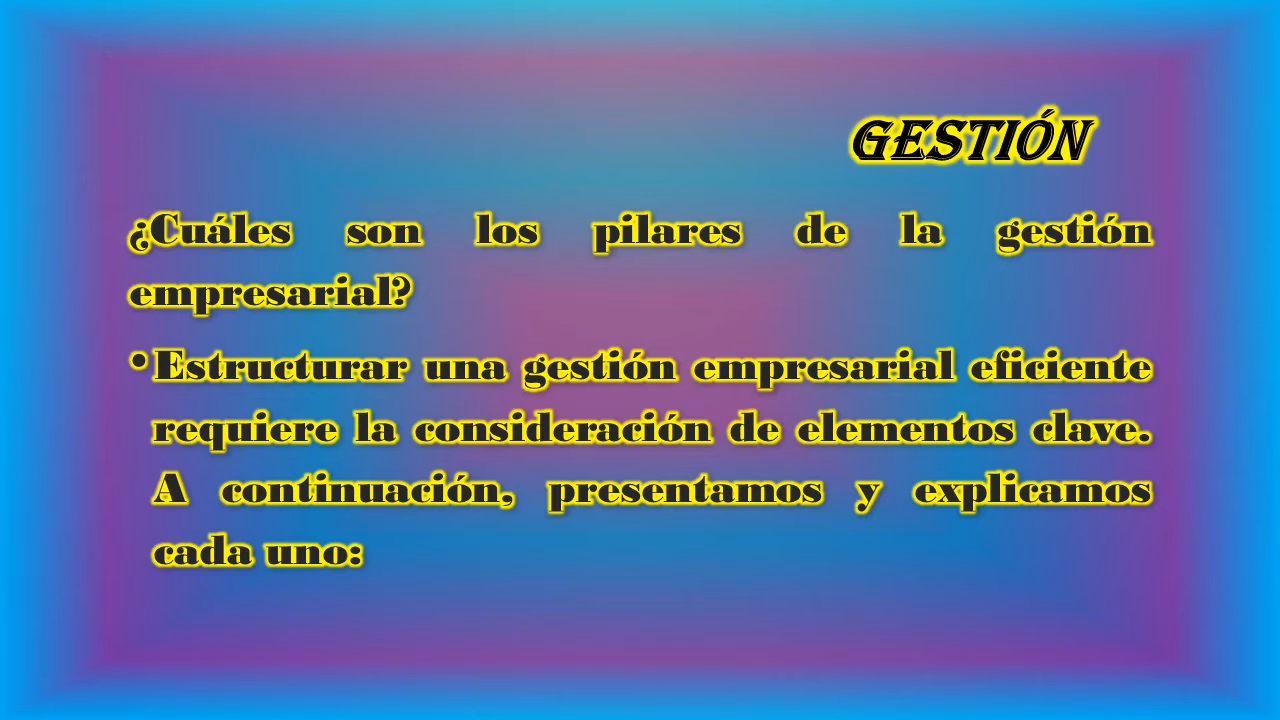 GESTIÓN
¿Cuáles son los pilares de la gestión
empresarial?
• Estructurar una gestión empresarial eficiente
requiere la consideración de elementos clave.
A continuación, presentamos y explicamos
cada uno: